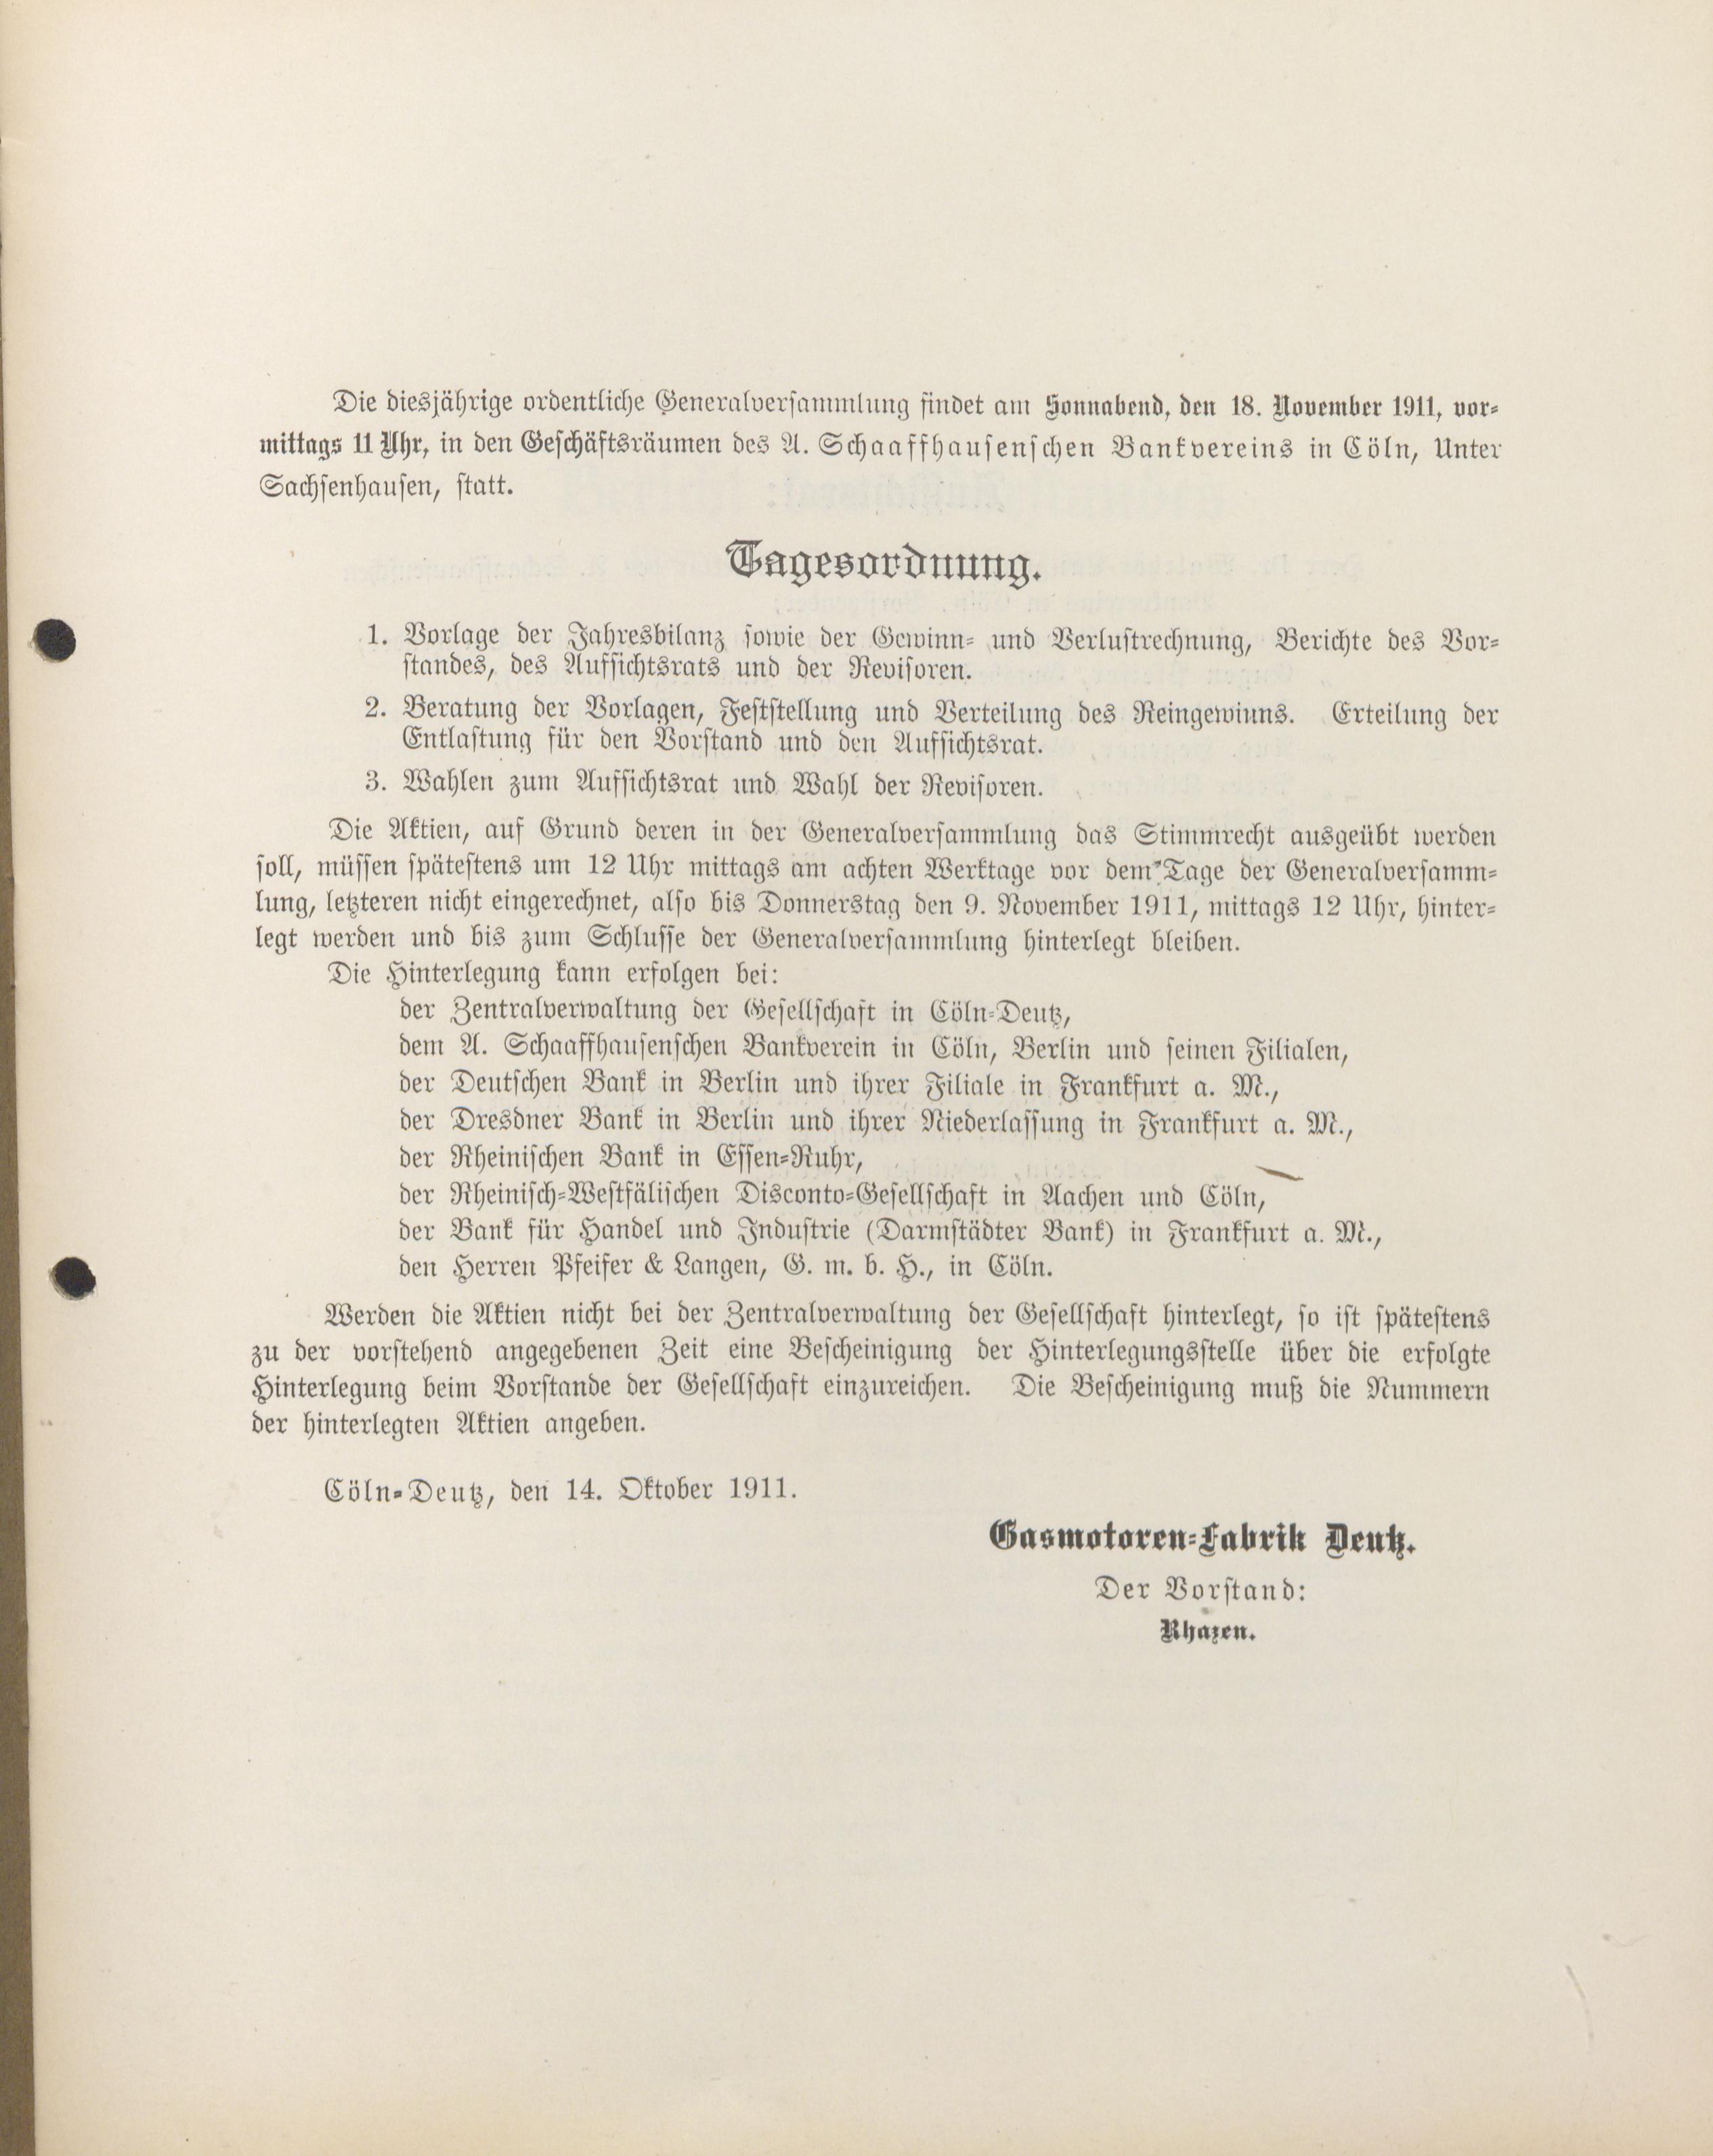 Die diesjährige ordentliche Generalversammlung findet am Sonnabend, den 18. November 1911, vor-
mittags 11 Uhr, in den Geschäftsräumen des A. Schaaffhausenschen Bankvereins in Cöln, Unter
Sachsenhausen, statt.
Tagesordnung.
1. Vorlage der Jahresbilanz sowie der Gewinn- und Verlustrechnung, Berichte des Vor-
standes, des Aufsichtsrats und der Revisoren.
2. Beratung der Vorlagen, Feststellung und Verteilung des Reingewinns. Erteilung der
Entlastung für den Vorstand und den Aufsichtsrat.
3. Wahlen zum Aufsichtsrat und Wahl der Revisoren.
Die Aktien, auf Grund deren in der Generalversammlung das Stimmrecht ausgeübt werden
soll, müssen spätestens um 12 Uhr mittags am achten Werktage vor dem Tage der Generalversamm-
lung, letzteren nicht eingerechnet, also bis Donnerstag den 9. November 1911, mittags 12 Uhr, hinter-
legt werden und bis zum Schlusse der Generalversammlung hinterlegt bleiben.
Die Hinterlegung kann erfolgen bei:
der Zentralverwaltung der Gesellschaft in Cöln-Deutz,
dem A. Schaaffhausenschen Bankverein in Cöln, Berlin und seinen Filialen,
der Deutschen Bank in Berlin und ihrer Filiale in Frankfurt a. M.,
der Dresdner Bank in Berlin und ihrer Niederlassung in Frankfurt a. M.,
der Rheinischen Bank in Essen-Ruhr,
der Rheinisch-Westfälischen Disconto-Gesellschaft in Aachen und Cöln,
der Bank für Handel und Industrie (Darmstädter Bank) in Frankfurt a. M.,
den Herren Pfeifer & Langen, G. m. b. H., in Cöln.
Werden die Aktien nicht bei der Zentralverwaltung der Gesellschaft hinterlegt, so ist spätestens
zu der vorstehend angegebenen Zeit eine Bescheinigung der Hinterlegungsstelle über die erfolgte
Hinterlegung beim Vorstande der Gesellschaft einzureichen. Die Bescheinigung muß die Nummern
der hinterlegten Aktien angeben.
Cöln-Deutz, den 14. Oktober 1911.
Gasmotoren-Fabrik Deutz.
Der Vorstand:
Rhazen.